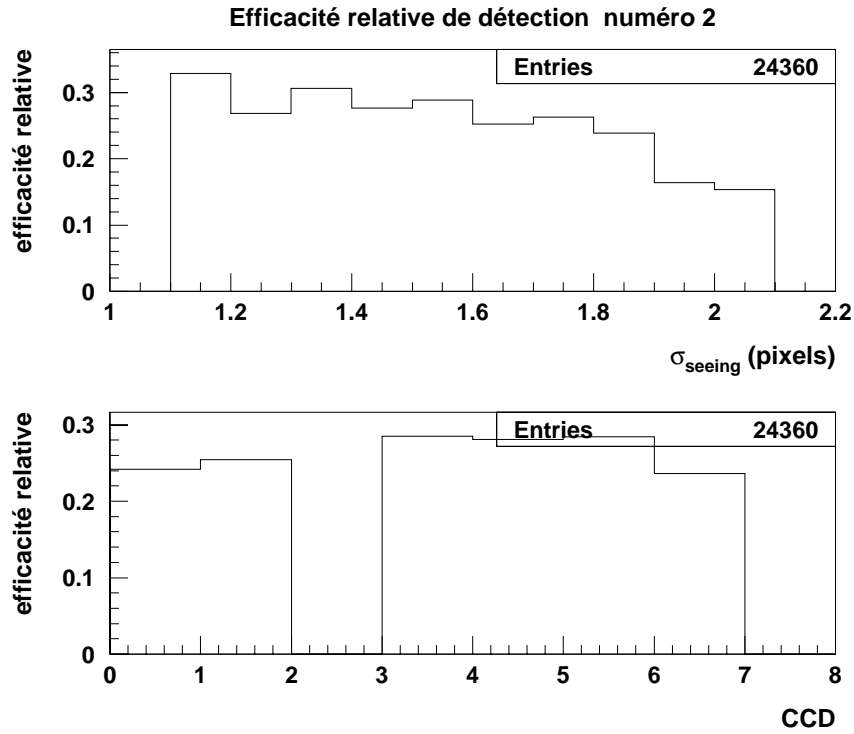 Efficacité relative de détection numéro 2
efficacité relative
Entries 24360
0.3
0.2
0.1
0
1 1.2 1.4 1.6 1.8 2 2.2
σseeing (pixels)
efficacité relative
Entries 24360
0.3
0.2
0.1
0
0 1 2 3 4 5 6 7 8
CCD